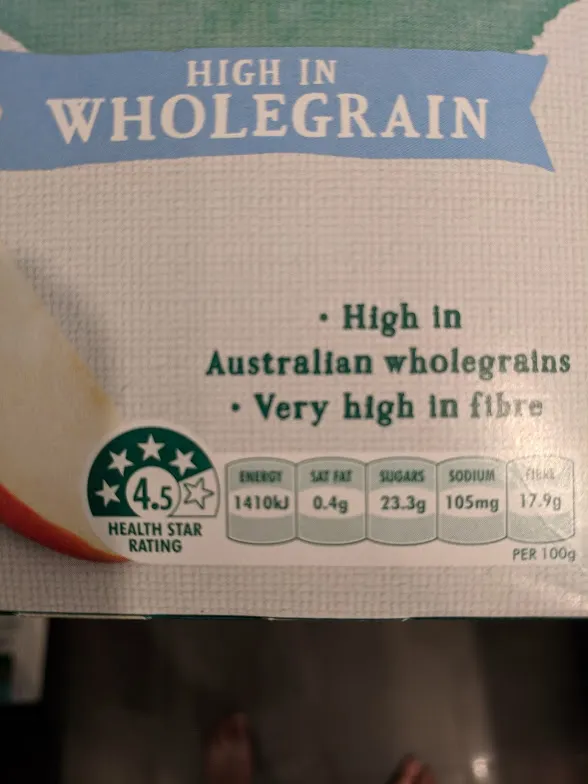 HIGH IN
WHOLEGRAIN
• High in
Australian wholegrains
• Very high in fibre
4.5
HEALTH STAR
RATING
ENERGY SAT FAT SUGARS SODIUM FIBRE
1410kJ 0.4g 23.3g 105mg 17.9g
PER 100g